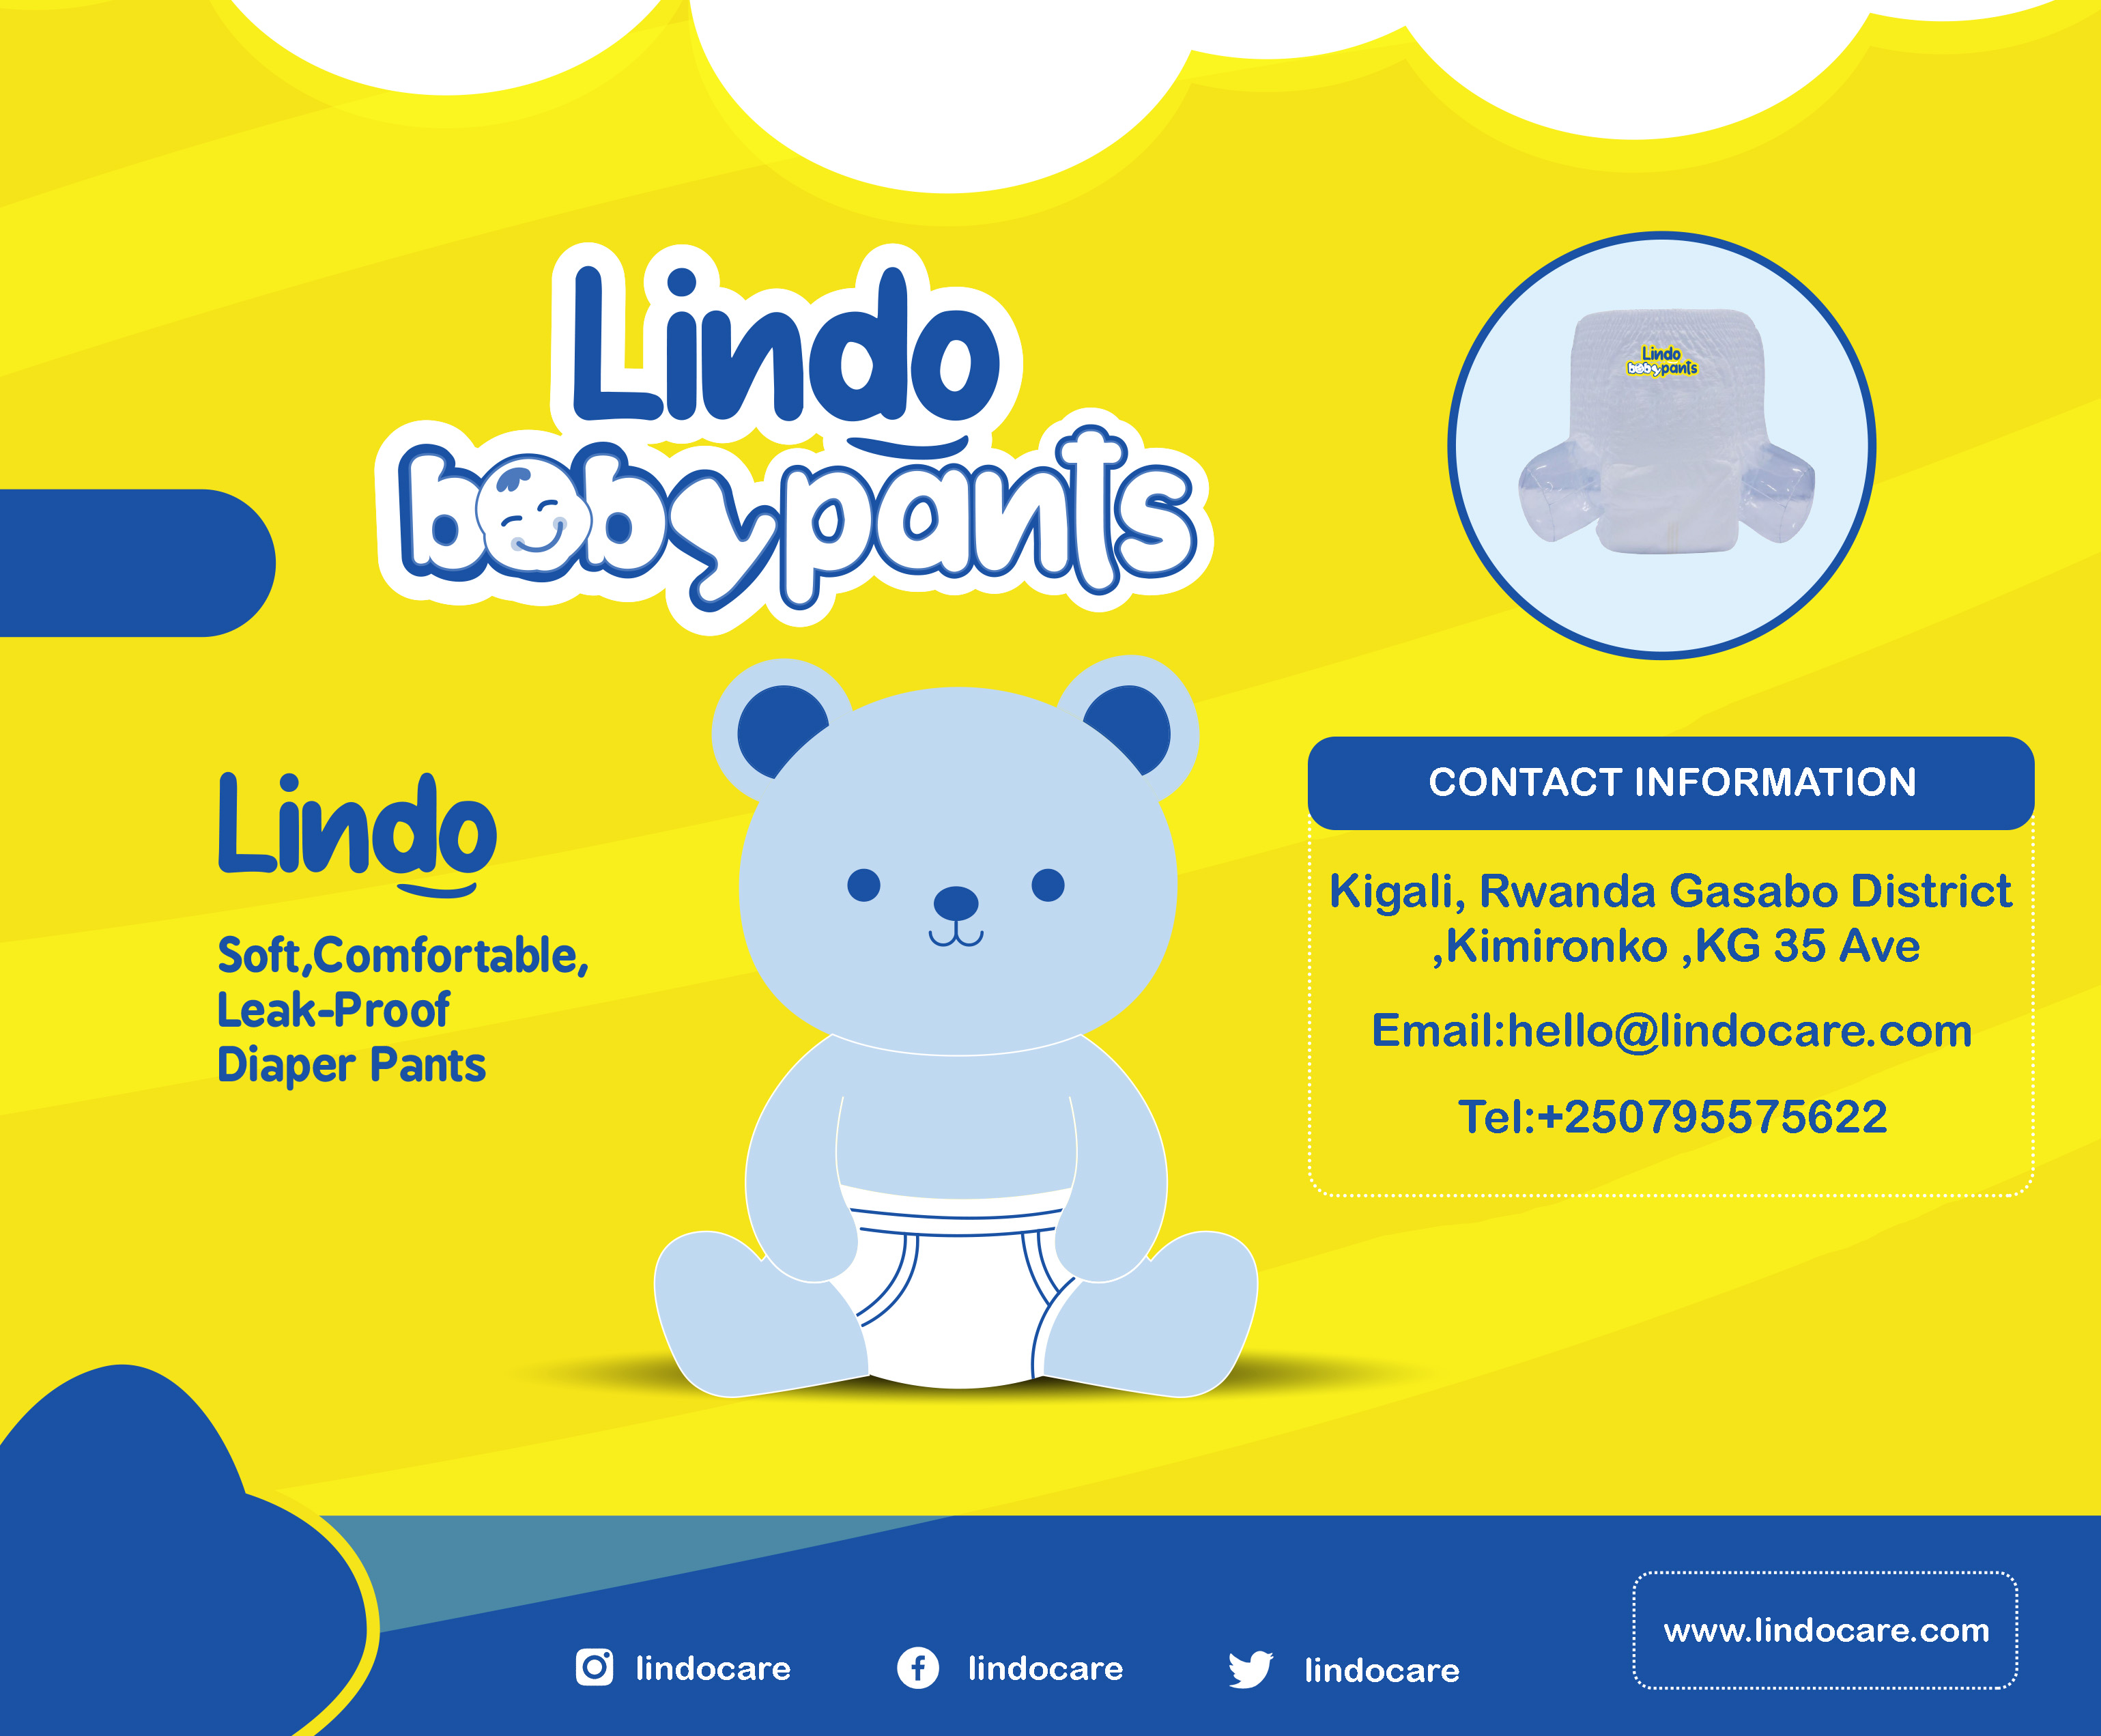 Lindo
babypants
Lindo
babypants
Lindo
Soft,Comfortable,
Leak-Proof
Diaper Pants
CONTACT INFORMATION
Kigali, Rwanda Gasabo District
,Kimironko ,KG 35 Ave
Email:hello@lindocare.com
Tel:+250795575622
lindocare
lindocare
lindocare
www.lindocare.com